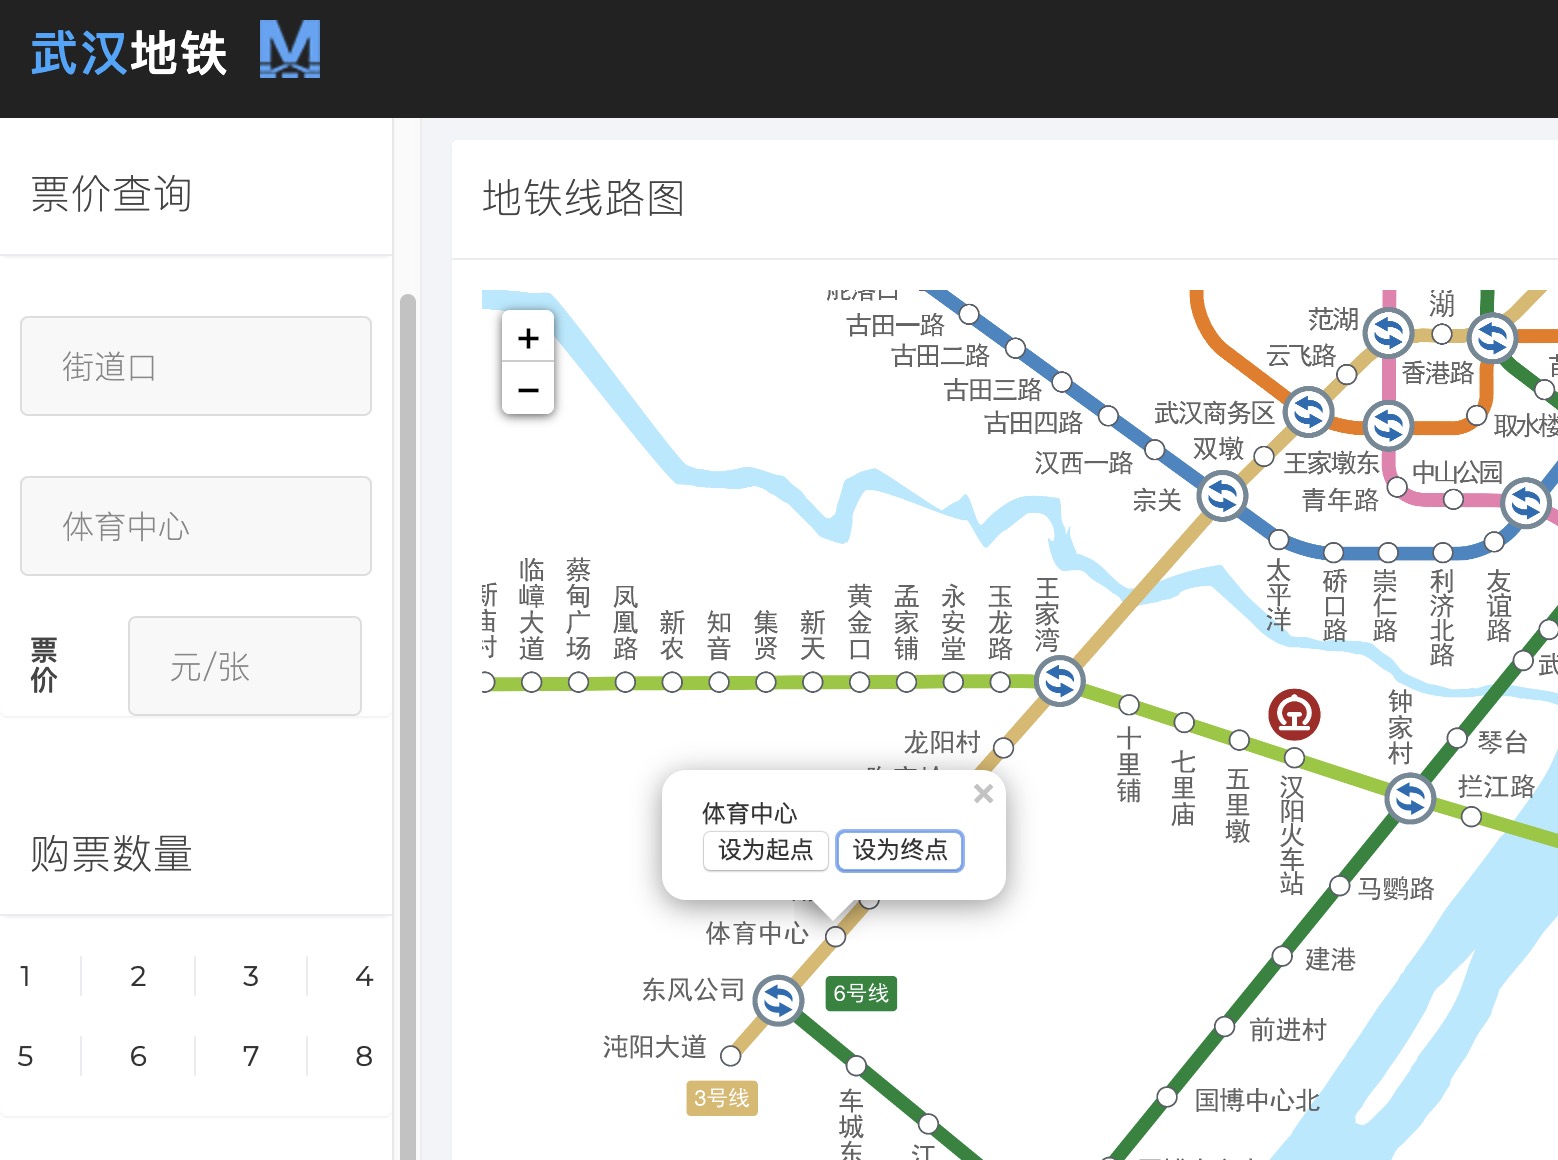 武汉地铁
票价查询
街道口
体育中心
票价
元/张
购票数量
1 2 3 4
5 6 7 8
地铁线路图
+
−
古田一路
古田二路
古田三路
古田四路
汉西一路
宗关
双墩
武汉商务区
云飞路
范湖
湖
香港路
取水楼
王家墩东
青年路
中山公园
太平洋
硚口路
崇仁路
利济北路
友谊路
武
临嶂大道
蔡甸广场
凤凰路
新农
知音
集贤
新天
黄金口
孟家铺
永安堂
玉龙路
王家湾
龙阳村
十里铺
七里庙
五里墩
汉阳火车站
钟家村
琴台
拦江路
马鹦路
建港
前进村
国博中心北
体育中心
×
设为起点
设为终点
体育中心
东风公司
6号线
沌阳大道
3号线
车城东
江